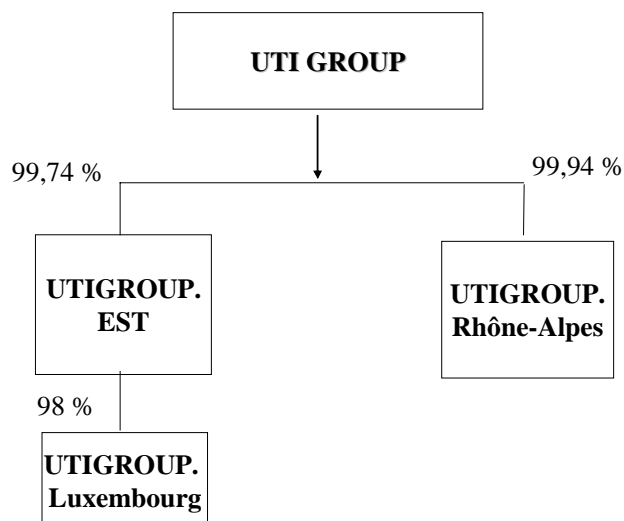 UTI GROUP
99,74 %
99,94 %
UTIGROUP.
EST
UTIGROUP.
Rhône-Alpes
98 %
UTIGROUP.
Luxembourg